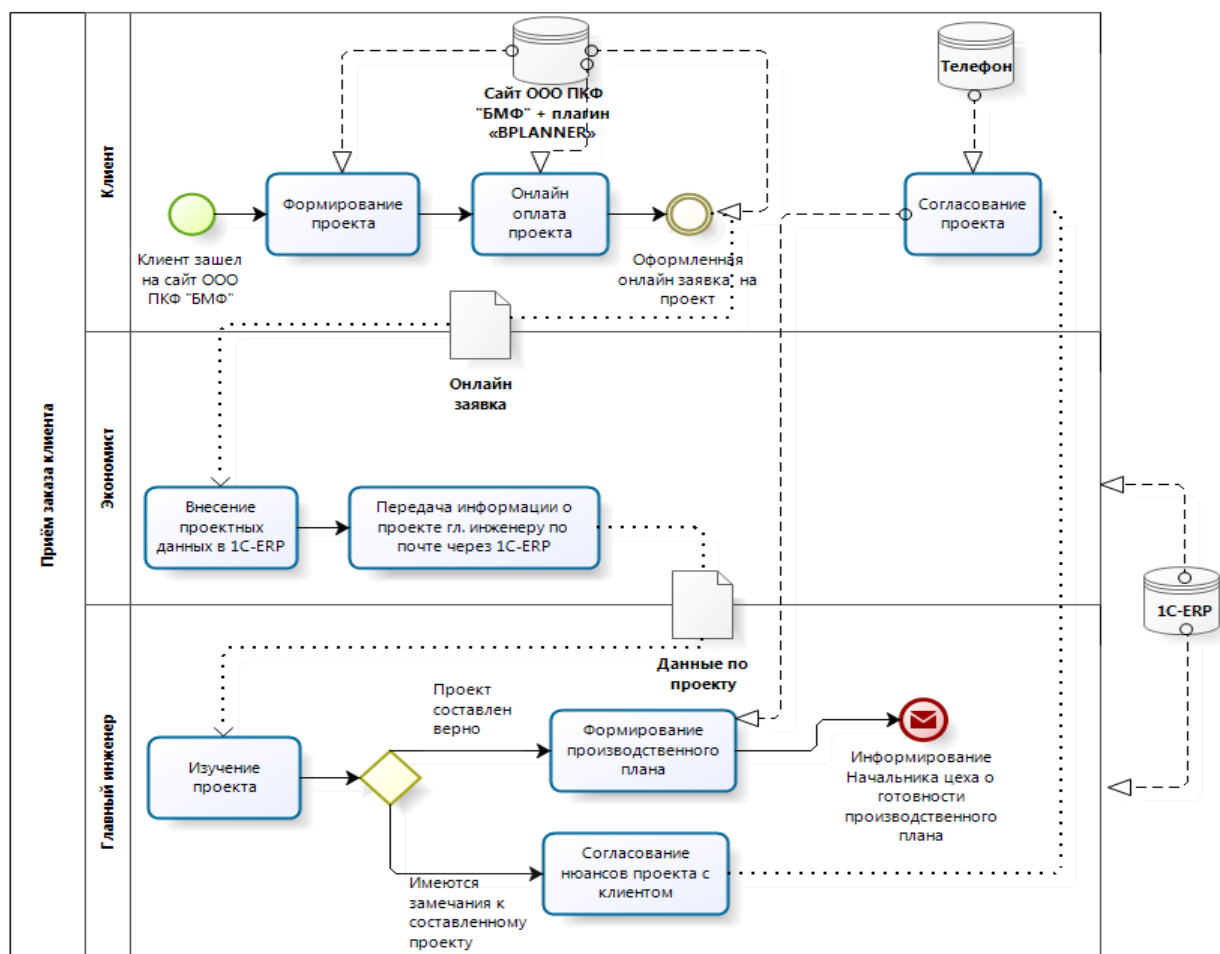 Приём заказа клиента
Клиент
Сайт ООО ПКФ
"БМФ" + плагин
«BPLANNER»
Телефон
Формирование
проекта
Онлайн
оплата
проекта
Согласование
проекта
Клиент зашел
на сайт ООО
ПКФ "БМФ"
Оформленная
онлайн заявка на
проект
Онлайн
заявка
Экономист
Внесение
проектных
данных в 1С-ERP
Передача информации о
проекте гл. инженеру по
почте через 1С-ERP
1С-ERP
Данные по
проекту
Главный инженер
Проект
составлен
верно
Изучение
проекта
Формирование
производственного
плана
Информирование
Начальника цеха о
готовности
производственного
плана
Согласование
нюансов проекта с
клиентом
Имеются
замечания к
составленному
проекту